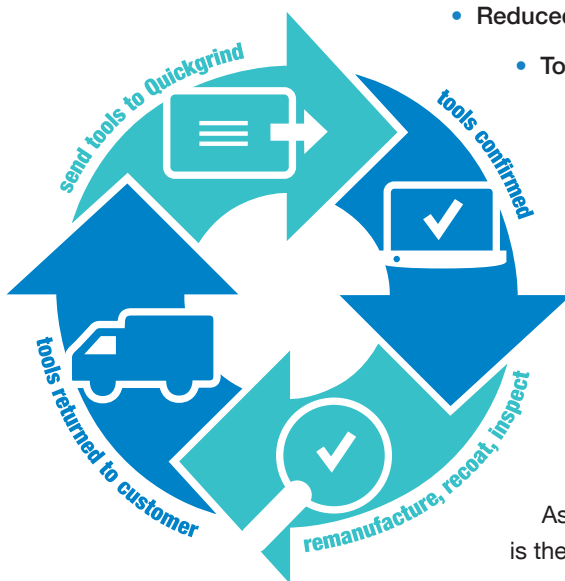 • Reduced
• To
send tools to Quickgrind
tools confirmed
remanufacture, recoat, inspect
tools returned to customer
As
is the